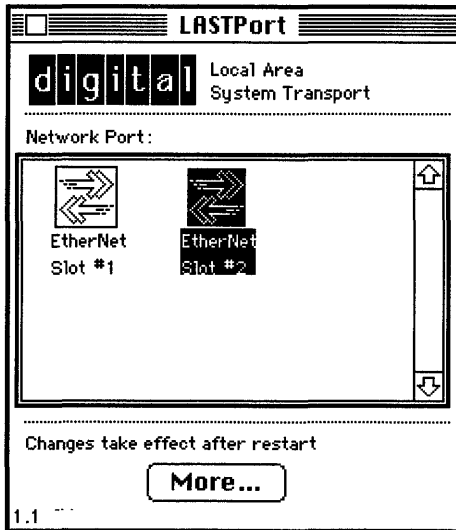 LASTPort
digital
Local Area
System Transport
Network Port:
EtherNet
Slot #1
EtherNet
Slot #2
Changes take effect after restart
More...
1.1